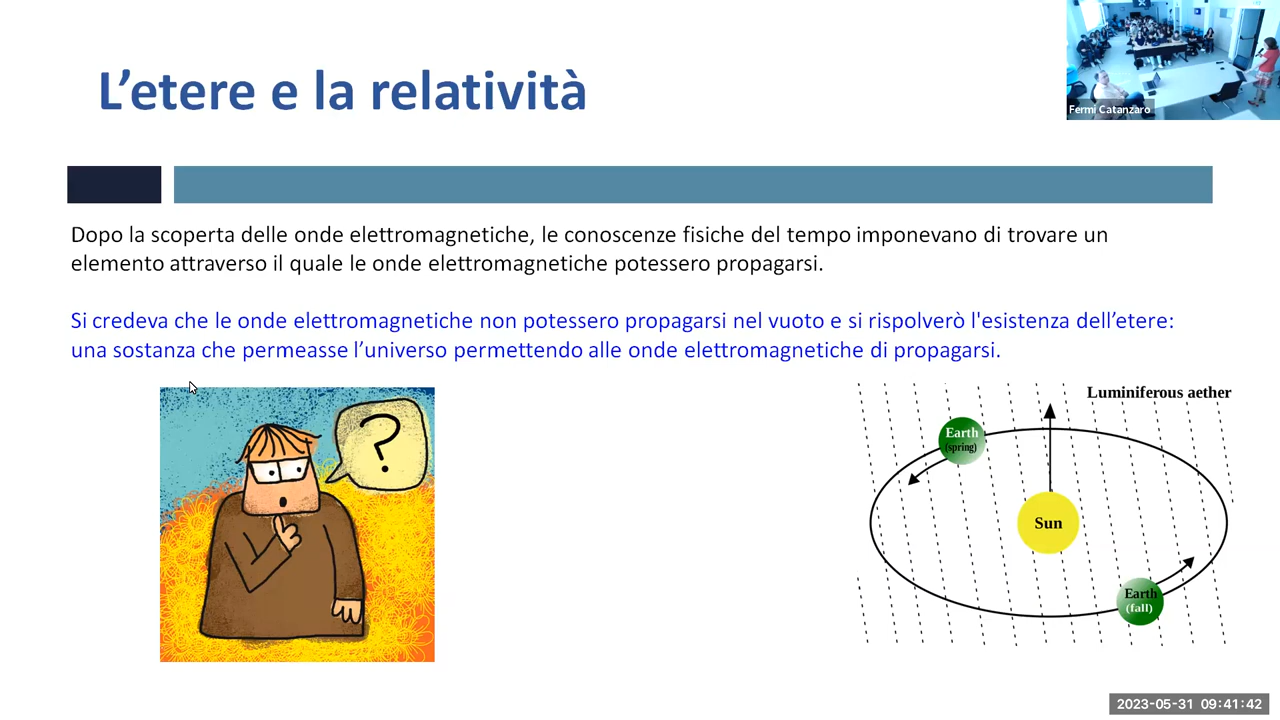 L'etere e la relatività
Fermi Catanzaro
Dopo la scoperta delle onde elettromagnetiche, le conoscenze fisiche del tempo imponevano di trovare un
elemento attraverso il quale le onde elettromagnetiche potessero propagarsi.
Si credeva che le onde elettromagnetiche non potessero propagarsi nel vuoto e si rispolverò l'esistenza dell'etere:
una sostanza che permeasse l'universo permettendo alle onde elettromagnetiche di propagarsi.
?
Luminiferous aether
Earth
(spring)
Sun
Earth
(fall)
2023-05-31 09:41:42